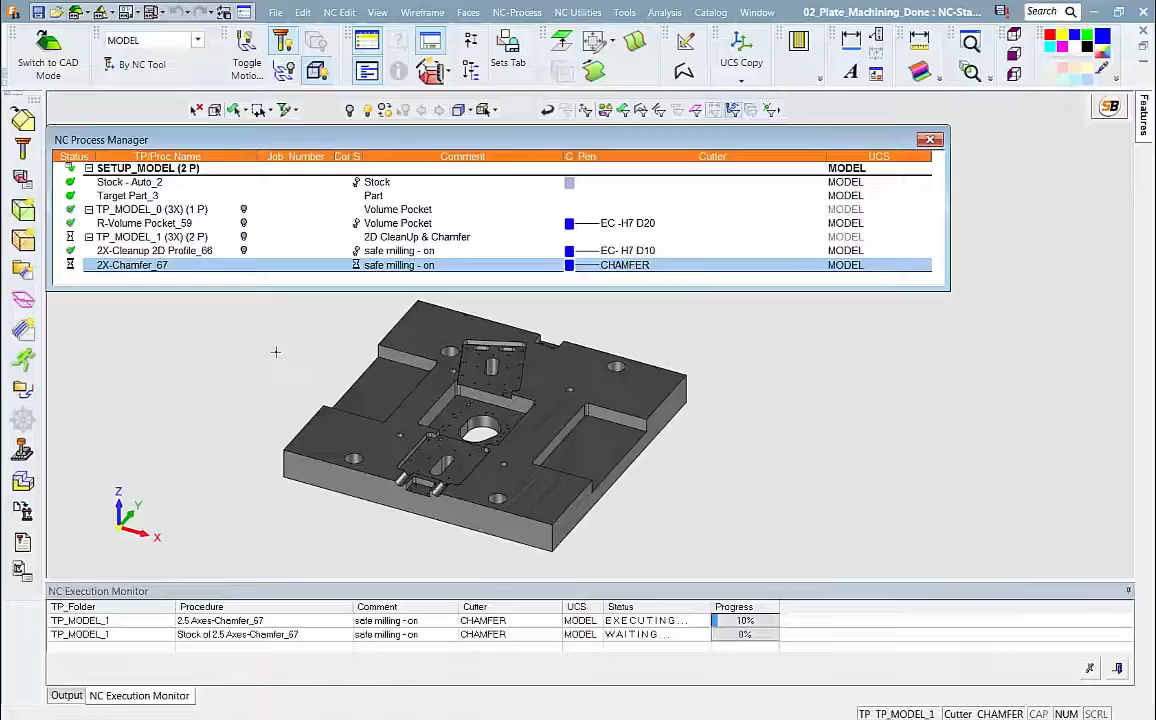 File NC Edit View Wireframe Faces NC-Process NC Utilities Tools Analysis Catalog Window 02_Plate_Machining_Done : NC-Sta... Search
Switch to CAD Mode
MODEL
By NC Tool
Toggle Motion...
Sets Tab
UCS Copy
Features
NC Process Manager
Status TP/Proc Name Job Number Cor S Comment C Pen Cutter UCS
SETUP_MODEL (2 P) MODEL
Stock - Auto_2 Stock MODEL
Target Part_3 Part MODEL
TP_MODEL_0 (3X) (1 P) Volume Pocket MODEL
R-Volume Pocket_59 Volume Pocket EC -H7 D20 MODEL
TP_MODEL_1 (3X) (2 P) 2D CleanUp & Chamfer MODEL
2X-Cleanup 2D Profile_66 safe milling - on EC- H7 D10 MODEL
2X-Chamfer_67 safe milling - on CHAMFER MODEL
Z
Y
X
NC Execution Monitor
TP_Folder Procedure Comment Cutter UCS Status Progress
TP_MODEL_1 2.5 Axes-Chamfer_67 safe milling - on CHAMFER MODEL EXECUTING... 10%
TP_MODEL_1 Stock of 2.5 Axes-Chamfer_67 safe milling - on CHAMFER MODEL WAITING... 0%
Output NC Execution Monitor
TP TP_MODEL_1 Cutter CHAMFER CAP NUM SCRL